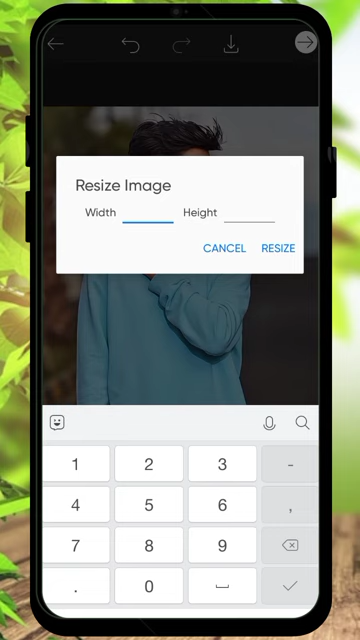 Resize Image
Width Height
CANCEL RESIZE
1 2 3 -
4 5 6 ,
7 8 9
. 0